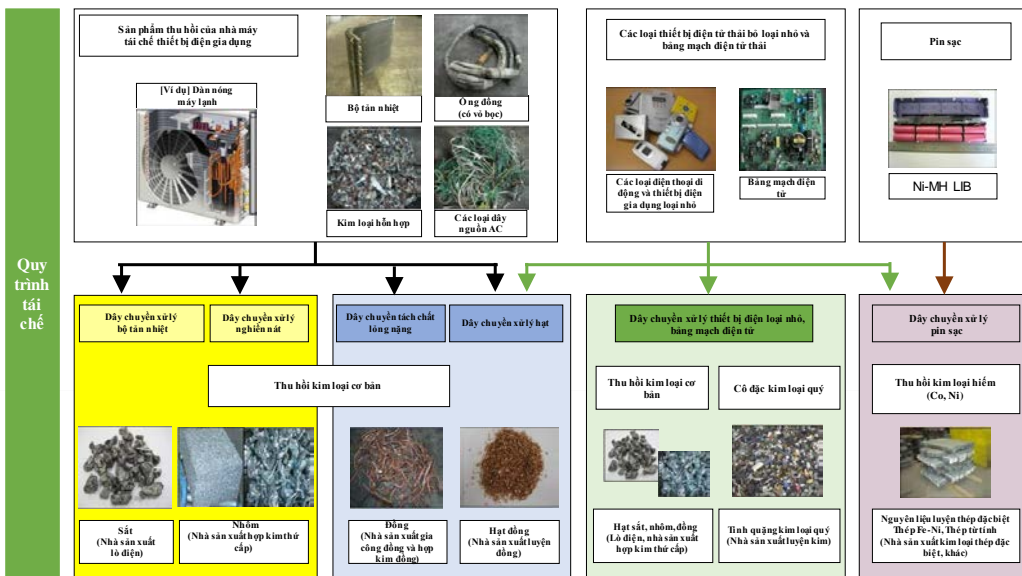 Sản phẩm thu hồi của nhà máy
tái chế thiết bị điện gia dụng
[Ví dụ] Dàn nóng
máy lạnh
Bộ tản nhiệt
Ống đồng
(có vỏ bọc)
Kim loại hỗn hợp
Các loại dây
nguồn AC
Các loại thiết bị điện tử thải bỏ loại nhỏ và
bảng mạch điện tử thải
Các loại điện thoại di
động và thiết bị điện
gia dụng loại nhỏ
Bảng mạch điện
tử
Pin sạc
Ni-MH LIB
Quy
trình
tái
chế
Dây chuyền xử lý
bộ tản nhiệt
Dây chuyền xử lý
nghiền nát
Dây chuyền tách chất
lỏng nặng
Dây chuyền xử lý hạt
Thu hồi kim loại cơ bản
Sắt
(Nhà sản xuất
lò điện)
Nhôm
(Nhà sản xuất hợp kim thứ
cấp)
Đồng
(Nhà sản xuất gia
công đồng và hợp
kim đồng)
Hạt đồng
(Nhà sản xuất luyện
đồng)
Dây chuyền xử lý thiết bị điện loại nhỏ,
bảng mạch điện tử
Thu hồi kim loại cơ
bản
Cô đặc kim loại quý
Hạt sắt, nhôm, đồng
(Lò điện, nhà sản xuất
hợp kim thứ cấp)
Tinh quặng kim loại quý
(Nhà sản xuất luyện kim)
Dây chuyền xử lý
pin sạc
Thu hồi kim loại hiếm
(Co, Ni)
Nguyên liệu luyện thép đặc biệt
Thép Fe-Ni, Thép từ tính
(Nhà sản xuất kim loại thép đặc
biệt, khác)